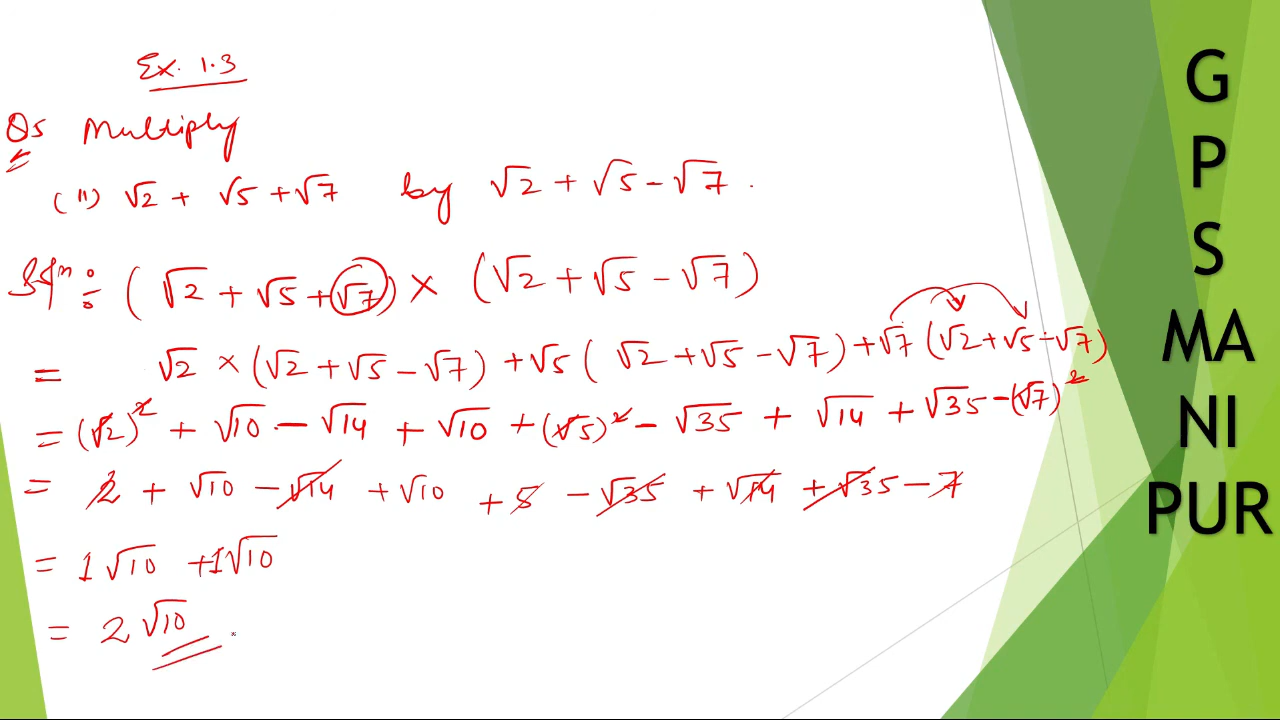 Ex. 1.3
Q5 Multiply
(ii) √2 + √5 + √7 by √2 + √5 - √7.
Sol^n: (√2 + √5 + √7) × (√2 + √5 - √7)
= √2 × (√2 + √5 - √7) + √5 (√2 + √5 - √7) + √7 (√2 + √5 - √7)
= (√2)² + √10 - √14 + √10 + (√5)² - √35 + √14 + √35 - (√7)²
= 2 + √10 - √14 + √10 + 5 - √35 + √14 + √35 - 7
= 1√10 + 1√10
= 2√10
G
P
S
MA
NI
PUR